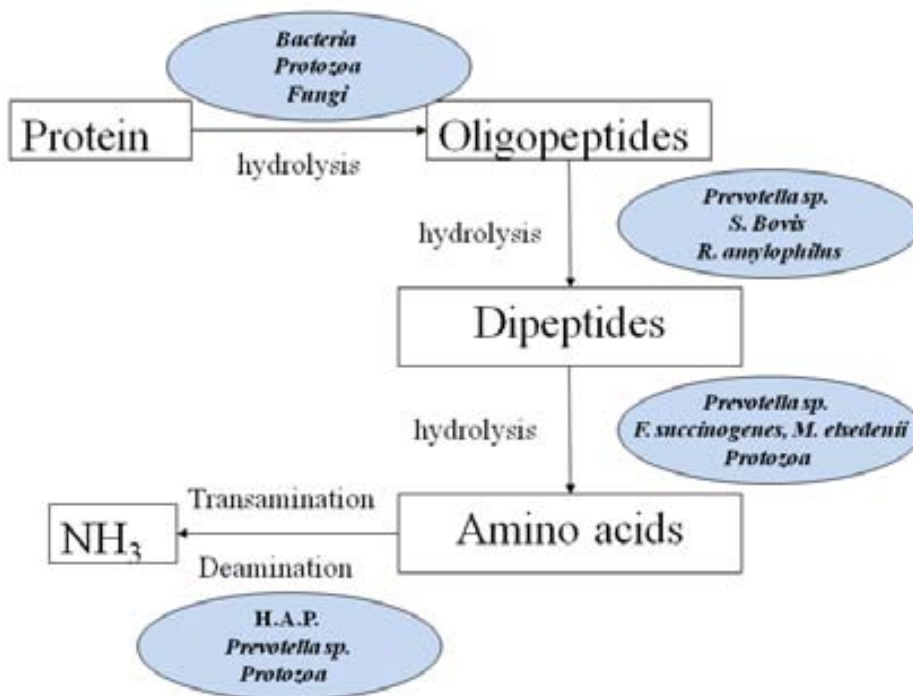 Bacteria
Protozoa
Fungi
Protein
Oligopeptides
hydrolysis
Prevotella sp.
S. Bovis
R. amylophilus
hydrolysis
Dipeptides
Prevotella sp.
F. succinogenes, M. elsedenii
Protozoa
hydrolysis
Transamination
Amino acids
NH₃
Deamination
H.A.P.
Prevotella sp.
Protozoa